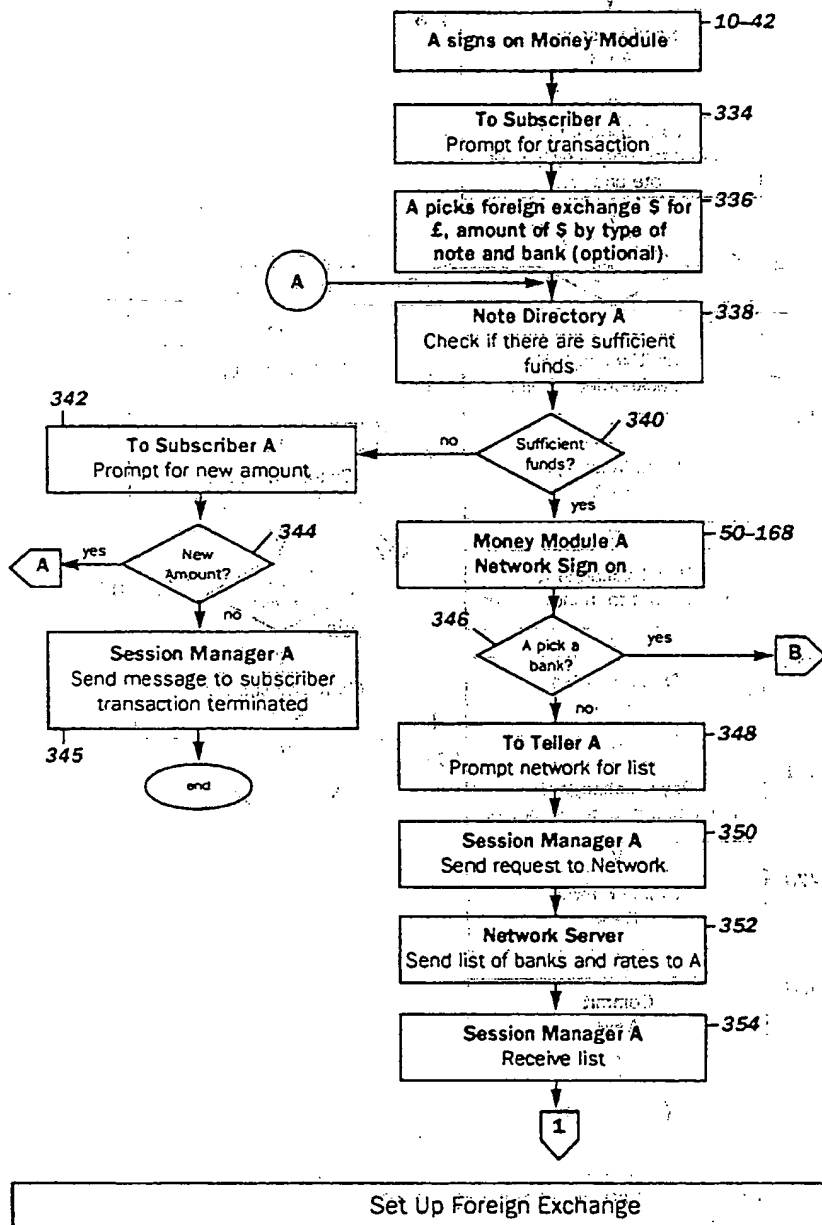 A signs on Money Module
10-42
To Subscriber A
Prompt for transaction
334
A picks foreign exchange $ for
£, amount of $ by type of
note and bank (optional)
336
A
Note Directory A
Check if there are sufficient
funds
338
342
To Subscriber A
Prompt for new amount
no
Sufficient
funds?
340
yes
A
yes
New
Amount?
344
no
Money Module A
Network Sign on
50-168
346
A pick a
bank?
yes
B
no
Session Manager A
Send message to subscriber
transaction terminated
345
end
To Teller A
Prompt network for list
348
Session Manager A
Send request to Network
350
Network Server
Send list of banks and rates to A
352
Session Manager A
Receive list
354
1
Set Up Foreign Exchange